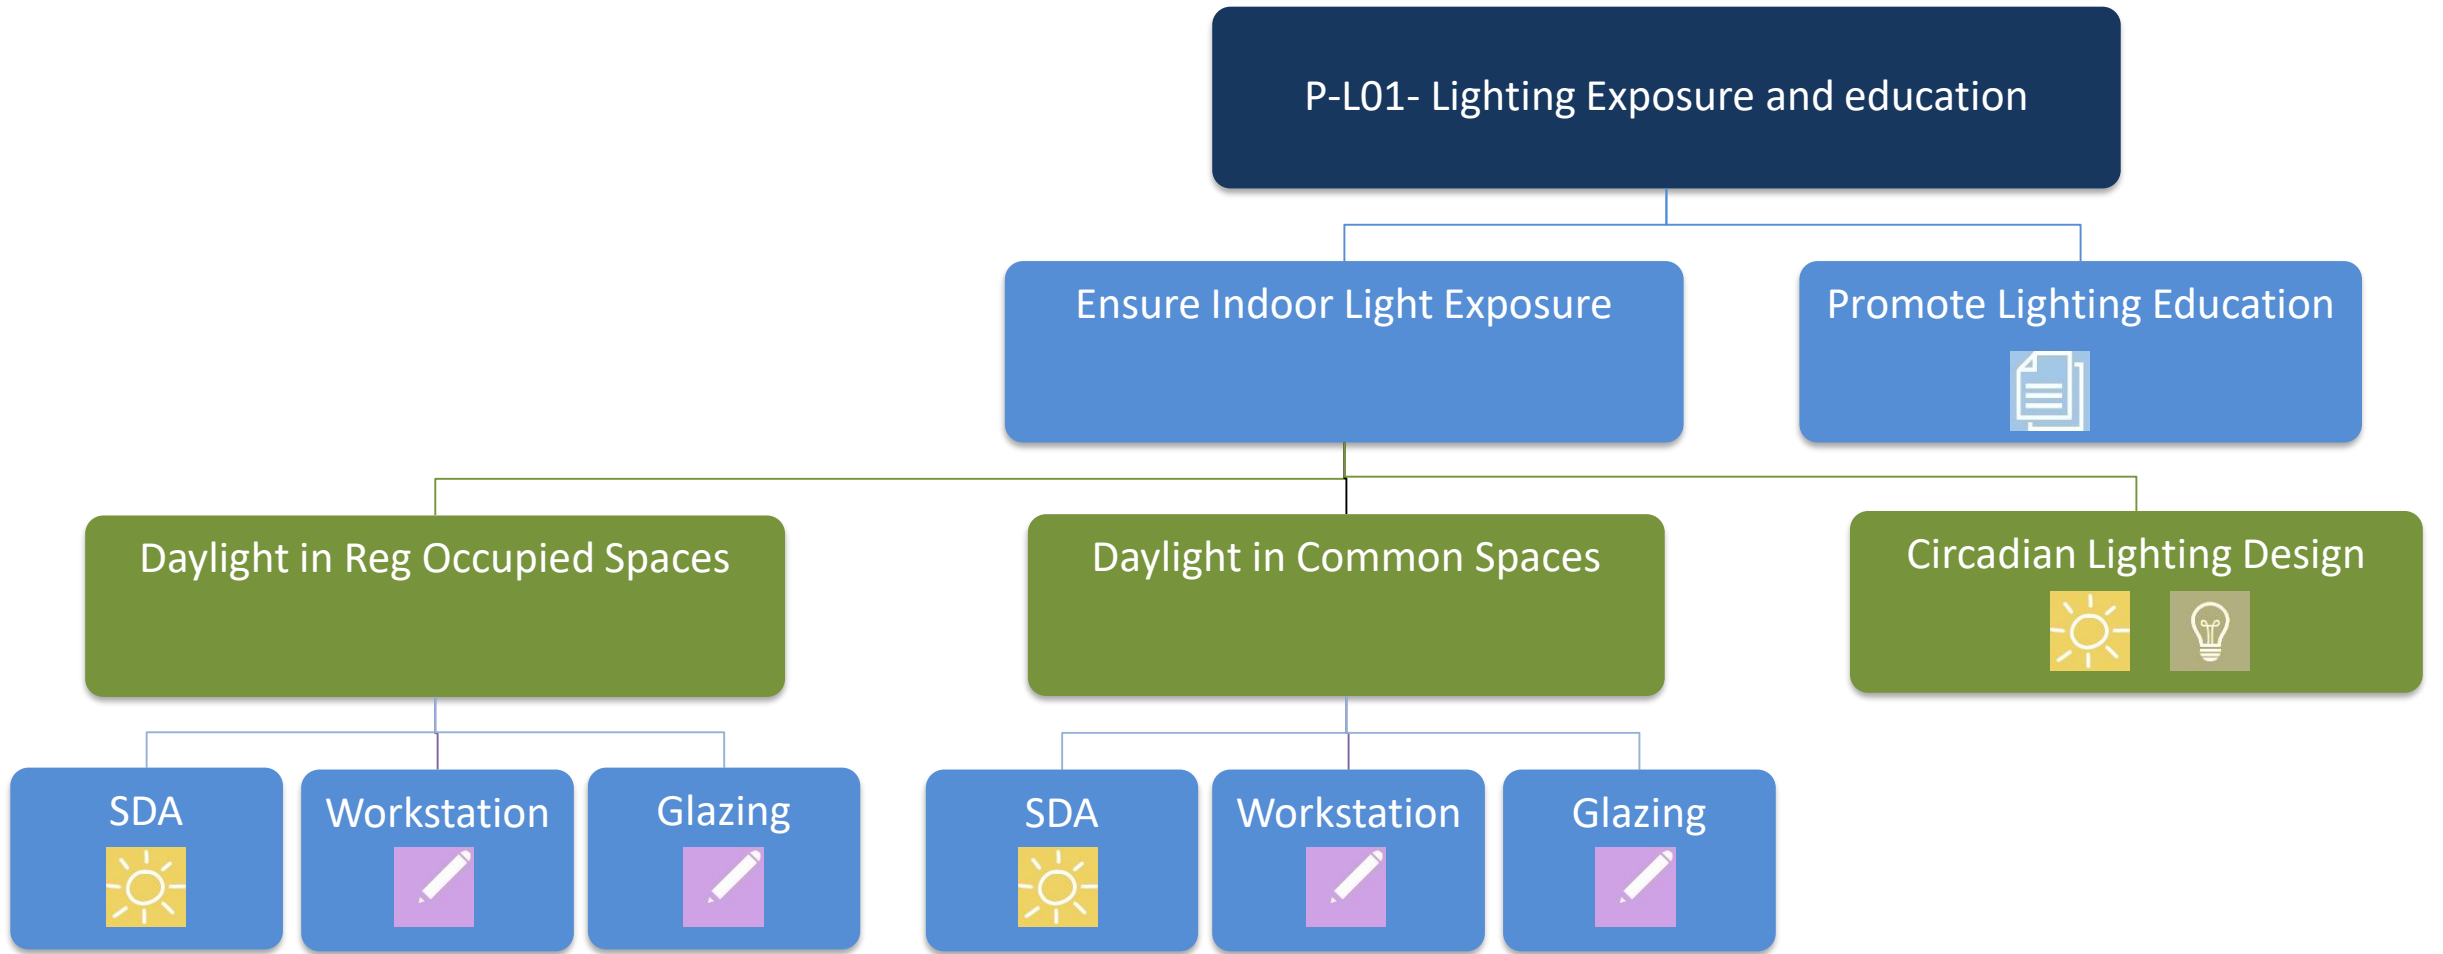 P-L01- Lighting Exposure and education
Ensure Indoor Light Exposure
Promote Lighting Education
Daylight in Reg Occupied Spaces
Daylight in Common Spaces
Circadian Lighting Design
SDA
Workstation
Glazing
SDA
Workstation
Glazing